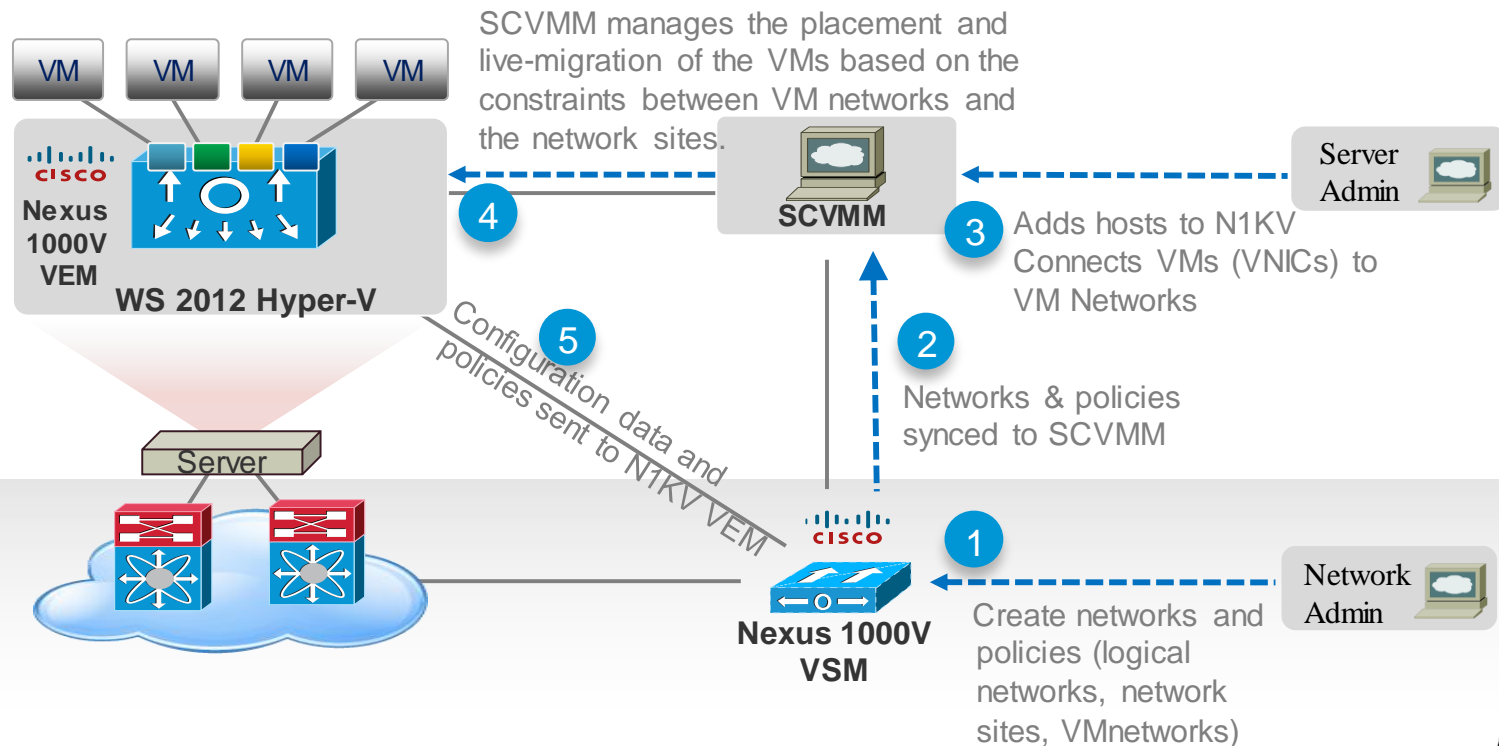 SCVMM manages the placement and
live-migration of the VMs based on the
constraints between VM networks and
the network sites.
VM
VM
VM
VM
CISCO
Nexus
1000V
VEM
WS 2012 Hyper-V
4
SCVMM
Server
Admin
3
Adds hosts to N1KV
Connects VMs (VNICs) to
VM Networks
5
Configuration data and
policies sent to N1KV VEM
2
Networks & policies
synced to SCVMM
Server
CISCO
Nexus 1000V
VSM
1
Network
Admin
Create networks and
policies (logical
networks, network
sites, VMnetworks)